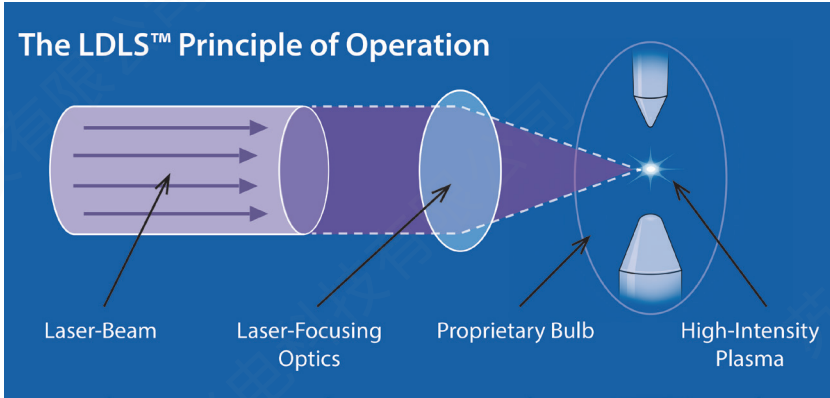 The LDLS™ Principle of Operation
Laser-Beam
Laser-Focusing
Optics
Proprietary Bulb
High-Intensity
Plasma